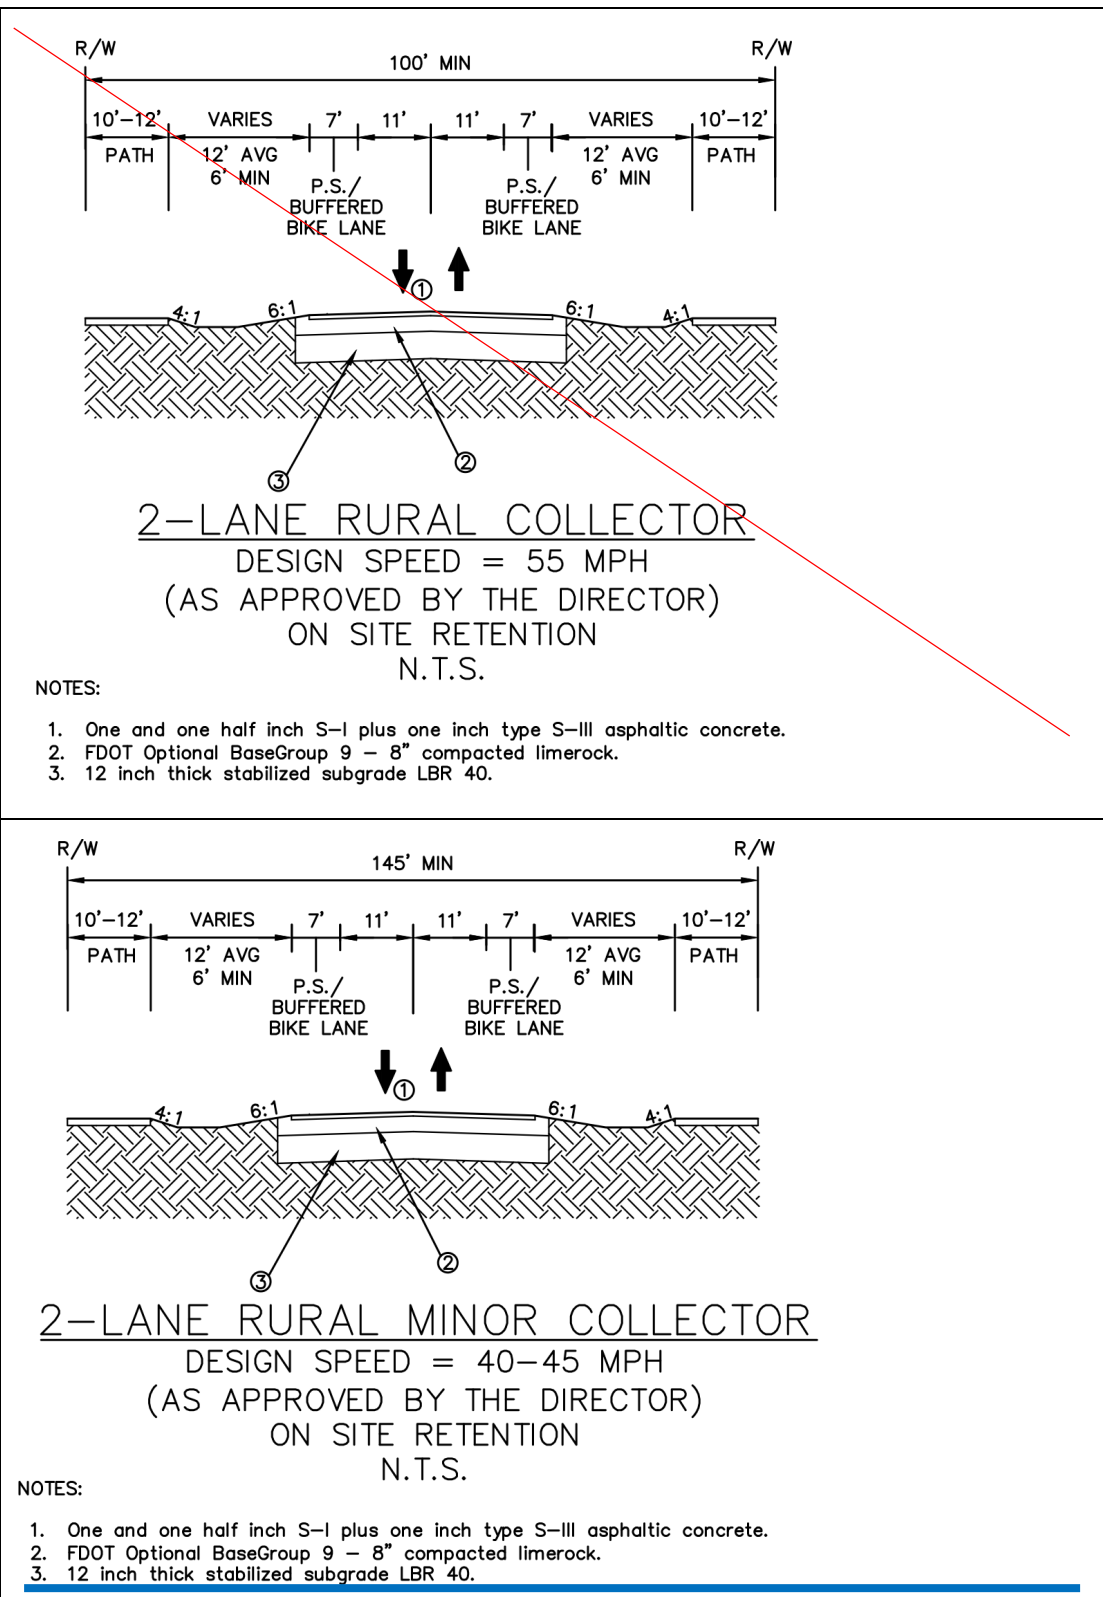 R/W R/W
100' MIN
10'-12' VARIES 7' 11' 11' 7' VARIES 10'-12'
PATH 12' AVG 12' AVG PATH
6' MIN 6' MIN
P.S./ P.S./
BUFFERED BUFFERED
BIKE LANE BIKE LANE
①
4:1 6:1 6:1 4:1
②
③
2-LANE RURAL COLLECTOR
DESIGN SPEED = 55 MPH
(AS APPROVED BY THE DIRECTOR)
ON SITE RETENTION
N.T.S.
NOTES:
1. One and one half inch S-I plus one inch type S-III asphaltic concrete.
2. FDOT Optional BaseGroup 9 - 8" compacted limerock.
3. 12 inch thick stabilized subgrade LBR 40.
R/W R/W
145' MIN
10'-12' VARIES 7' 11' 11' 7' VARIES 10'-12'
PATH 12' AVG 12' AVG PATH
6' MIN 6' MIN
P.S./ P.S./
BUFFERED BUFFERED
BIKE LANE BIKE LANE
①
4:1 6:1 6:1 4:1
②
③
2-LANE RURAL MINOR COLLECTOR
DESIGN SPEED = 40-45 MPH
(AS APPROVED BY THE DIRECTOR)
ON SITE RETENTION
N.T.S.
NOTES:
1. One and one half inch S-I plus one inch type S-III asphaltic concrete.
2. FDOT Optional BaseGroup 9 - 8" compacted limerock.
3. 12 inch thick stabilized subgrade LBR 40.